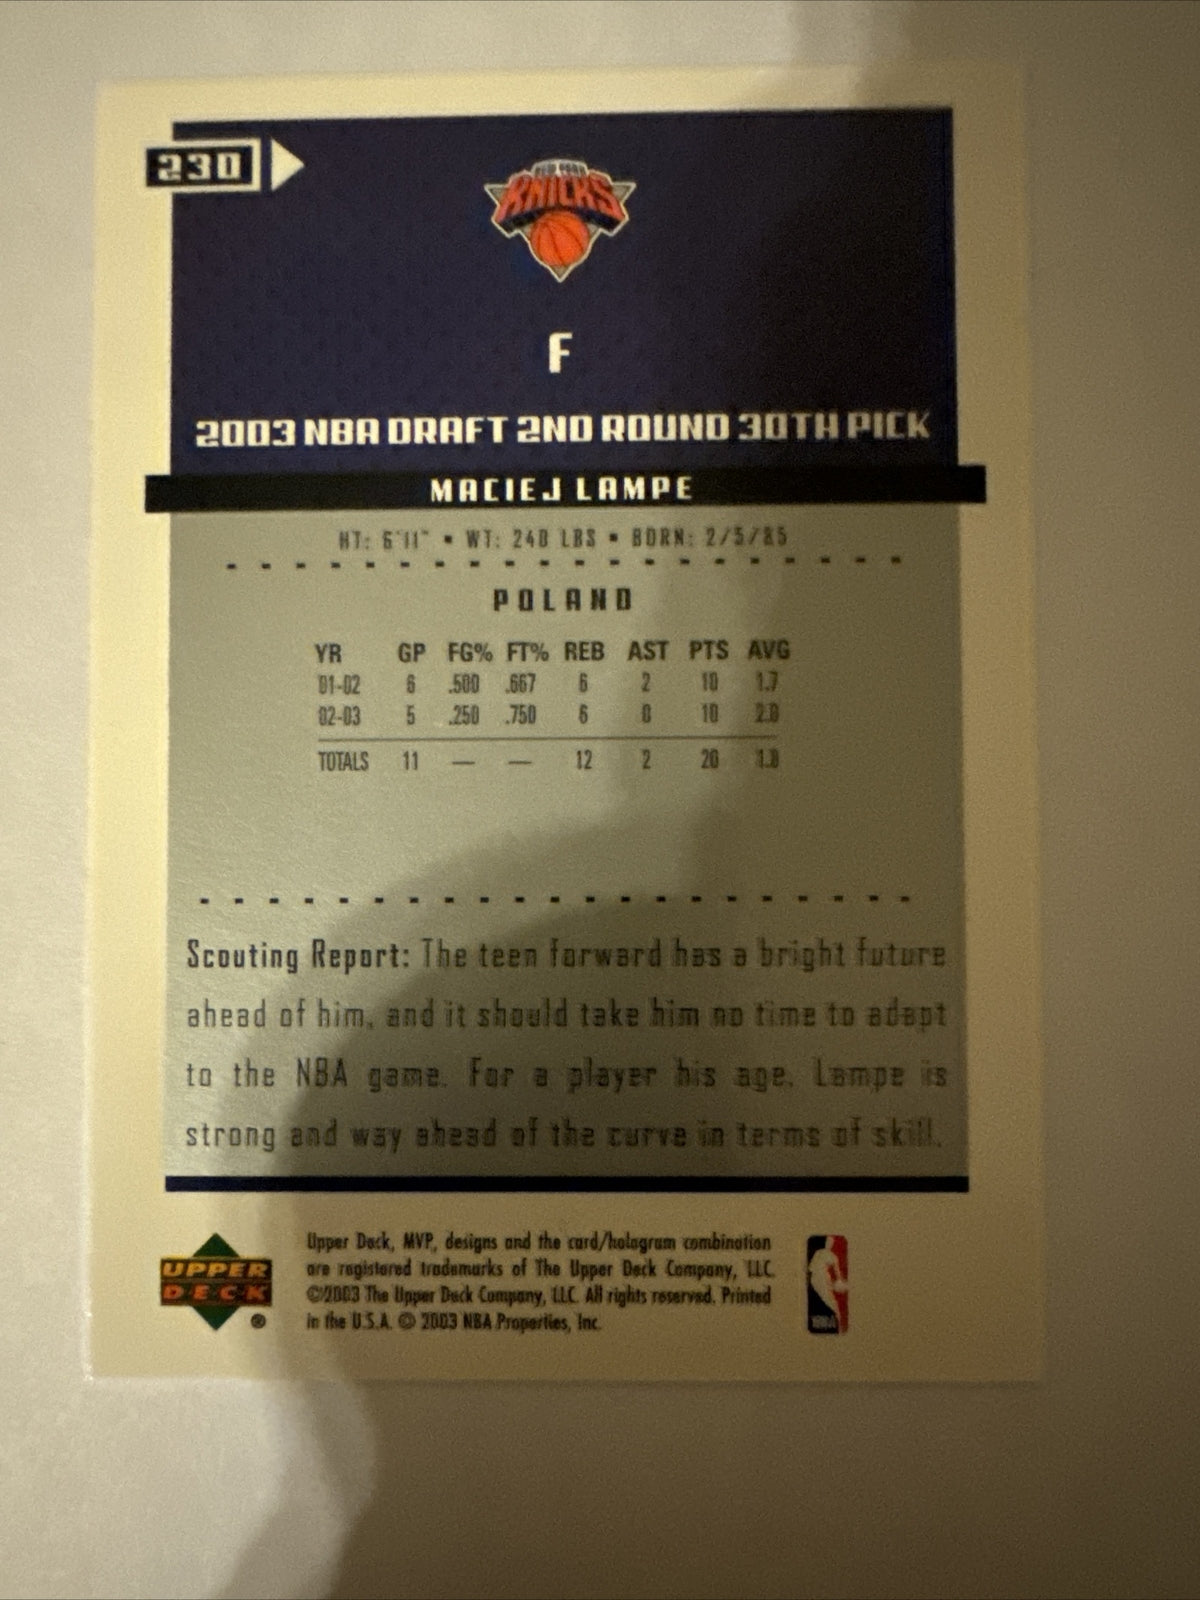 230
NEW YORK
KNICKS
F
2003 NBA DRAFT 2ND ROUND 30TH PICK
MACIEJ LAMPE
HT: 6'11" ▪ WT: 240 LBS ▪ BORN: 2/5/85
POLAND
YR GP FG% FT% REB AST PTS AVG
01-02 6 .500 .667 6 2 10 1.7
02-03 5 .250 .750 6 0 10 2.0
TOTALS 11 — — 12 2 20 1.8
Scouting Report: The teen forward has a bright future
ahead of him, and it should take him no time to adapt
to the NBA game. For a player his age, Lampe is
strong and way ahead of the curve in terms of skill.
UPPER
DECK
®
Upper Deck, MVP, designs and the card/hologram combination
are registered trademarks of The Upper Deck Company, LLC.
©2003 The Upper Deck Company, LLC. All rights reserved. Printed
in the U.S.A. © 2003 NBA Properties, Inc.
NBA